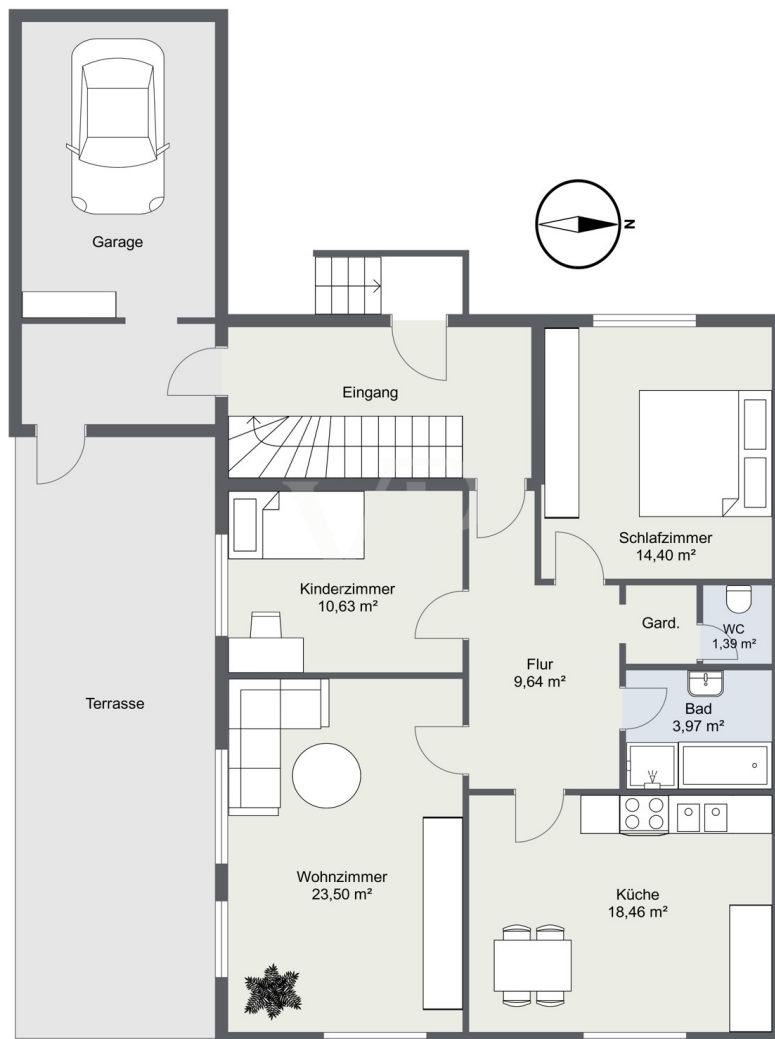 Garage
N
Eingang
Schlafzimmer
14,40 m²
Kinderzimmer
10,63 m²
Gard.
WC
1,39 m²
Flur
9,64 m²
Terrasse
Bad
3,97 m²
Wohnzimmer
23,50 m²
Küche
18,46 m²